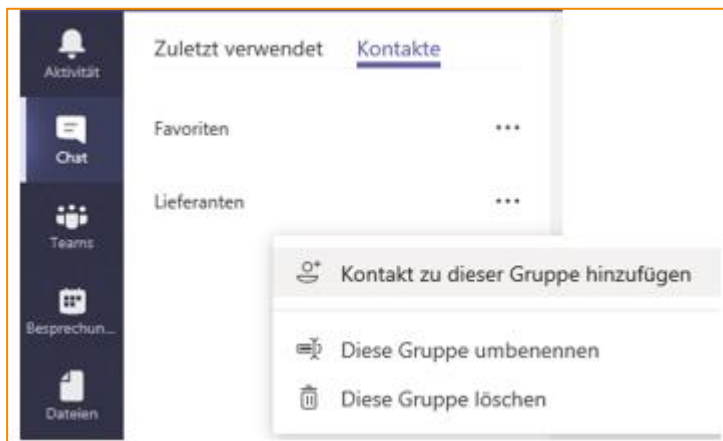 Aktivität
Chat
Teams
Besprechun...
Dateien
Zuletzt verwendet Kontakte
Favoriten
Lieferanten
Kontakt zu dieser Gruppe hinzufügen
Diese Gruppe umbenennen
Diese Gruppe löschen